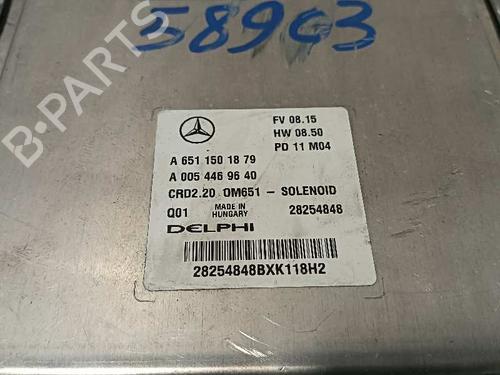 58903
B-PARTS
FV 08.15
HW 08.50
PD 11 M04
A 651 150 18 79
A 005 446 96 40
CRD2.20 OM651 - SOLENOID
Q01 MADE IN HUNGARY 28254848
DELPHI
28254848BXK118H2